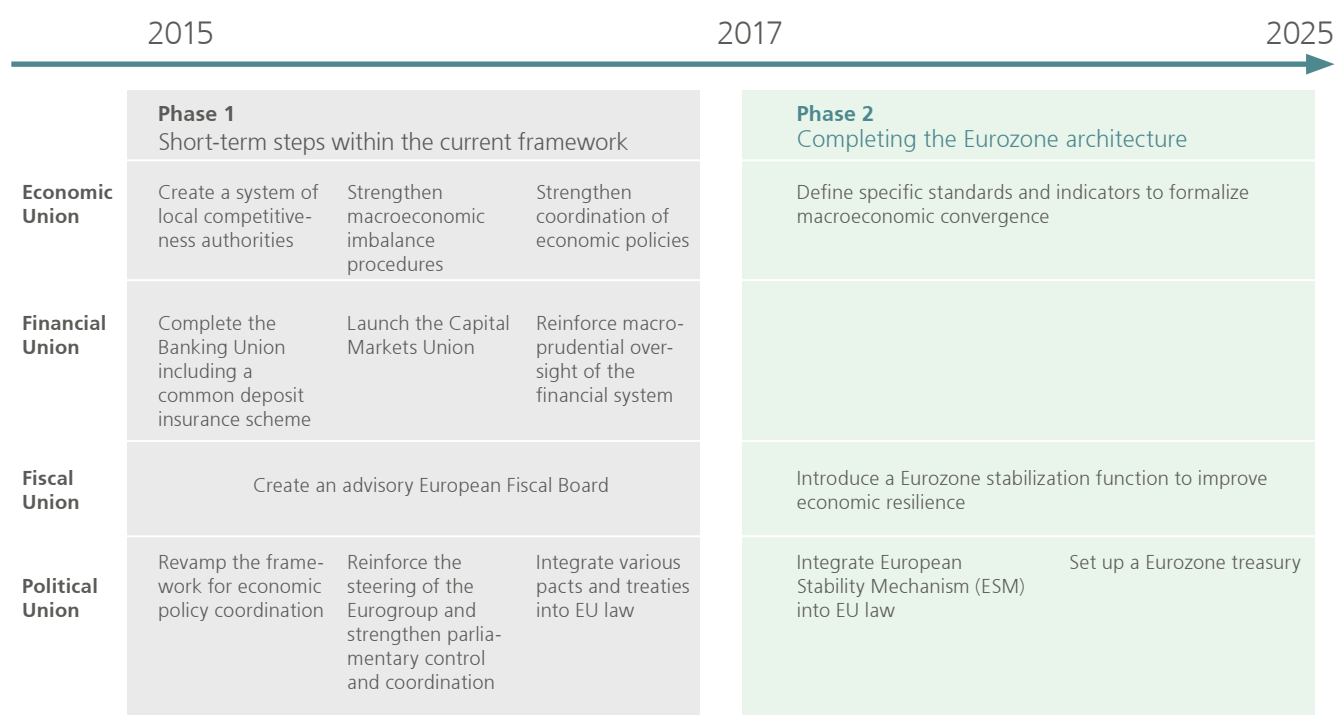 2015
2017
2025
Phase 1
Short-term steps within the current framework
Phase 2
Completing the Eurozone architecture
Economic
Union
Create a system of
local competitive-
ness authorities
Strengthen
macroeconomic
imbalance
procedures
Strengthen
coordination of
economic policies
Define specific standards and indicators to formalize
macroeconomic convergence
Financial
Union
Complete the
Banking Union
including a
common deposit
insurance scheme
Launch the Capital
Markets Union
Reinforce macro-
prudential over-
sight of the
financial system
Fiscal
Union
Create an advisory European Fiscal Board
Introduce a Eurozone stabilization function to improve
economic resilience
Political
Union
Revamp the frame-
work for economic
policy coordination
Reinforce the
steering of the
Eurogroup and
strengthen parlia-
mentary control
and coordination
Integrate various
pacts and treaties
into EU law
Integrate European
Stability Mechanism (ESM)
into EU law
Set up a Eurozone treasury